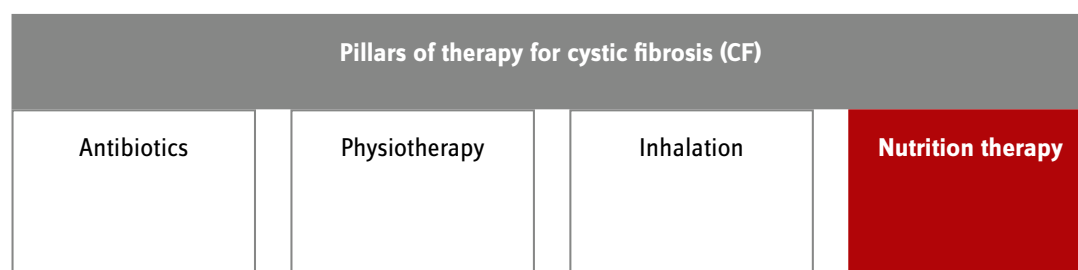 Pillars of therapy for cystic fibrosis (CF)
Antibiotics
Physiotherapy
Inhalation
Nutrition therapy